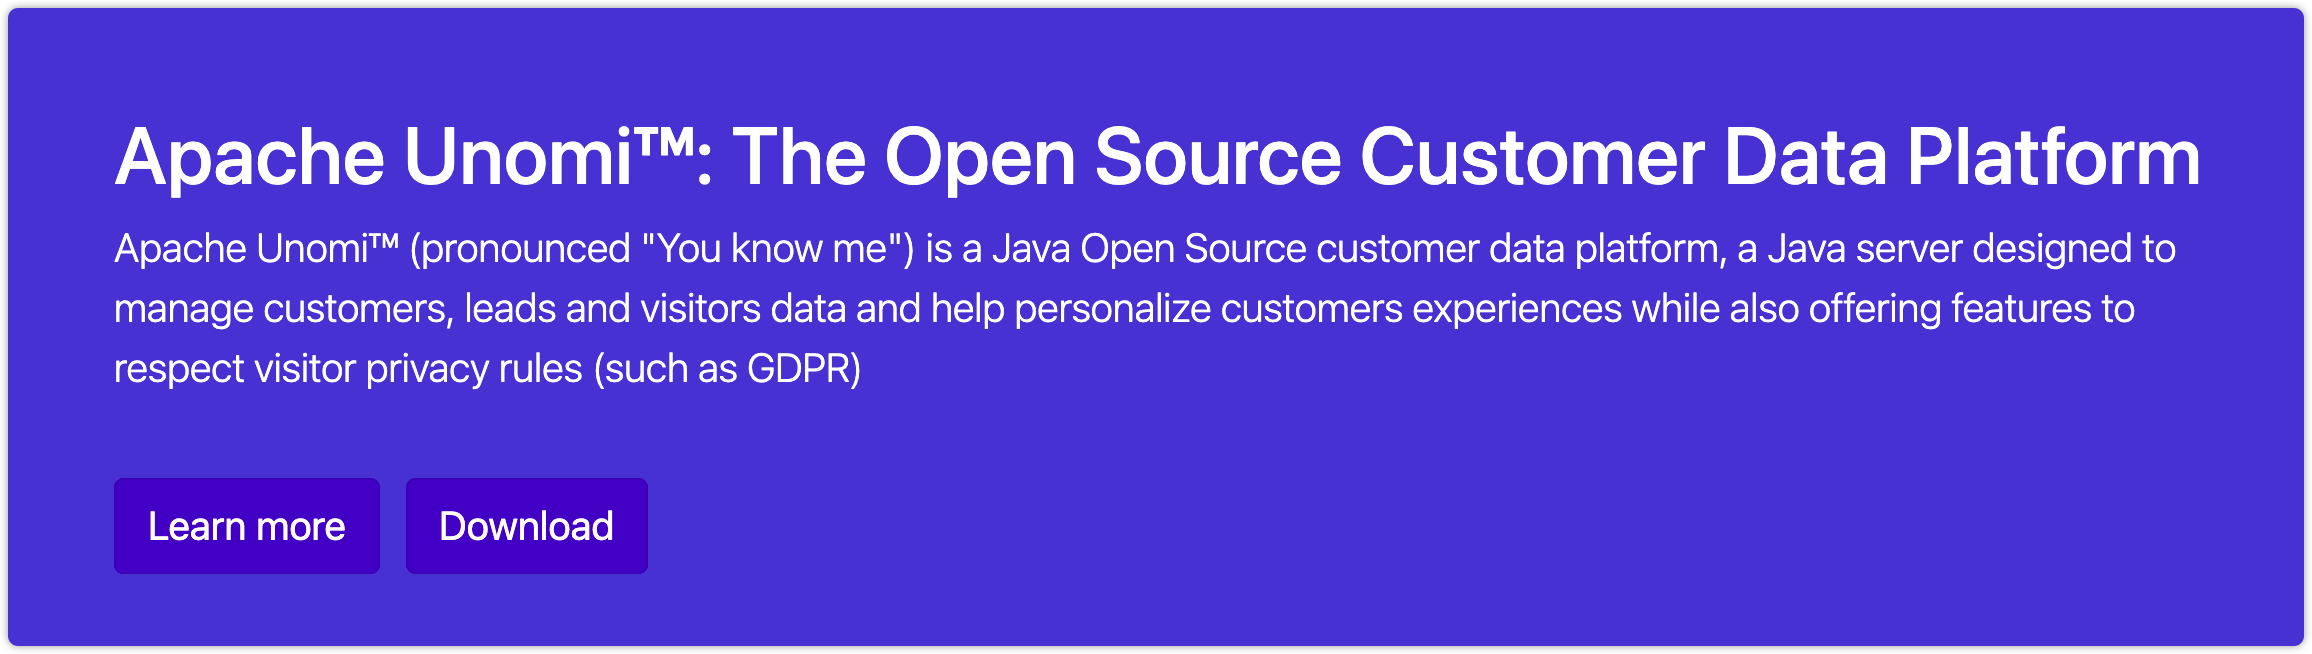 Apache Unomi™: The Open Source Customer Data Platform
Apache Unomi™ (pronounced "You know me") is a Java Open Source customer data platform, a Java server designed to
manage customers, leads and visitors data and help personalize customers experiences while also offering features to
respect visitor privacy rules (such as GDPR)
Learn more Download